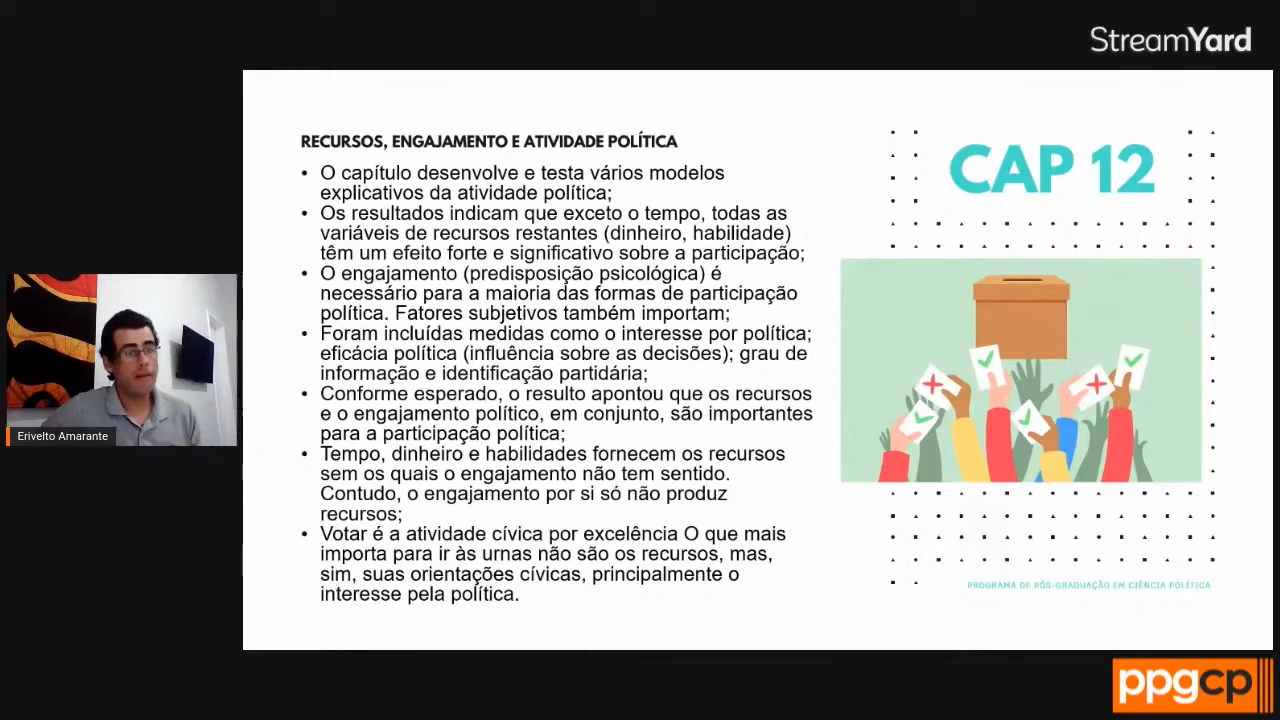 StreamYard
RECURSOS, ENGAJAMENTO E ATIVIDADE POLÍTICA
CAP 12
• O capítulo desenvolve e testa vários modelos
explicativos da atividade política;
• Os resultados indicam que exceto o tempo, todas as
variáveis de recursos restantes (dinheiro, habilidade)
têm um efeito forte e significativo sobre a participação;
• O engajamento (predisposição psicológica) é
necessário para a maioria das formas de participação
política. Fatores subjetivos também importam;
• Foram incluídas medidas como o interesse por política;
eficácia política (influência sobre as decisões); grau de
informação e identificação partidária;
• Conforme esperado, o resulto apontou que os recursos
e o engajamento político, em conjunto, são importantes
para a participação política;
• Tempo, dinheiro e habilidades fornecem os recursos
sem os quais o engajamento não tem sentido.
Contudo, o engajamento por si só não produz
recursos;
• Votar é a atividade cívica por excelência O que mais
importa para ir às urnas não são os recursos, mas,
sim, suas orientações cívicas, principalmente o
interesse pela política.
Erivelto Amarante
PROGRAMA DE PÓS-GRADUAÇÃO EM CIÊNCIA POLÍTICA
ppgcp